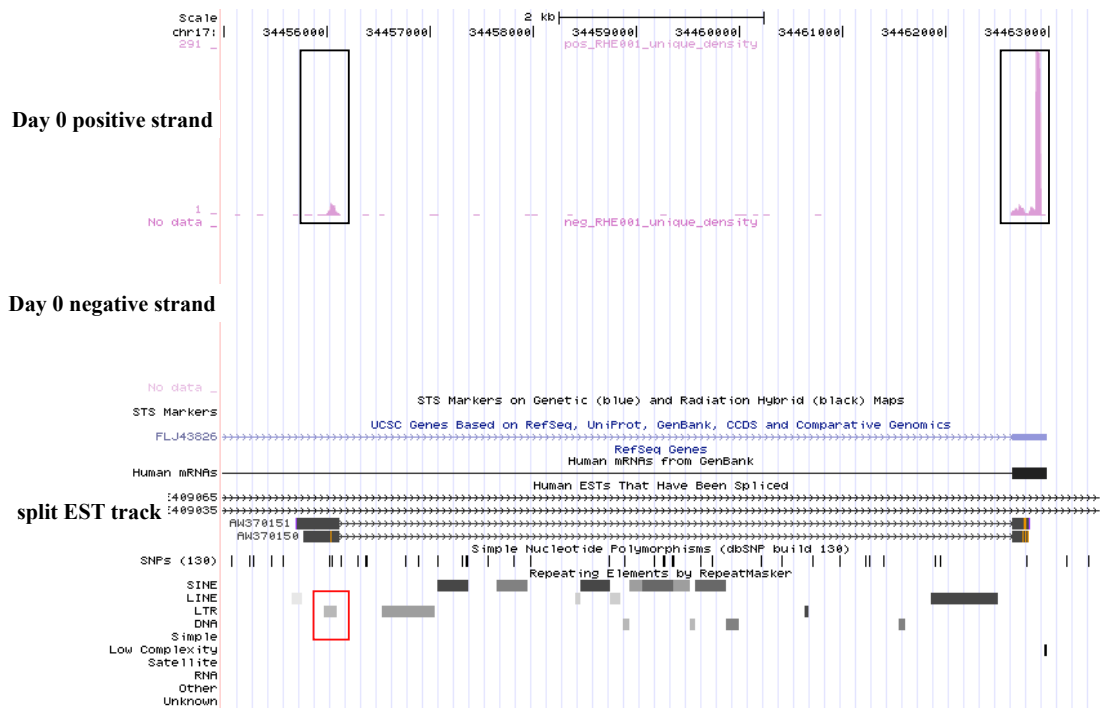 Scale 2 kb
chr17: 34456000| 34457000| 34458000| 34459000| 34460000| 34461000| 34462000| 34463000|
291 _ pos_RHE001_unique_density
Day 0 positive strand
1 _
No data _ neg_RHE001_unique_density
Day 0 negative strand
No data _
STS Markers on Genetic (blue) and Radiation Hybrid (black) Maps
STS Markers
UCSC Genes Based on RefSeq, UniProt, GenBank, CCDS and Comparative Genomics
FLJ43826
RefSeq Genes
Human mRNAs from GenBank
Human mRNAs
Human ESTs That Have Been Spliced
E409065
split EST track E409035
AW370151
AW370150
Simple Nucleotide Polymorphisms (dbSNP build 130)
SNPs (130)
Repeating Elements by RepeatMasker
SINE
LINE
LTR
DNA
Simple
Low Complexity
Satellite
RNA
Other
Unknown